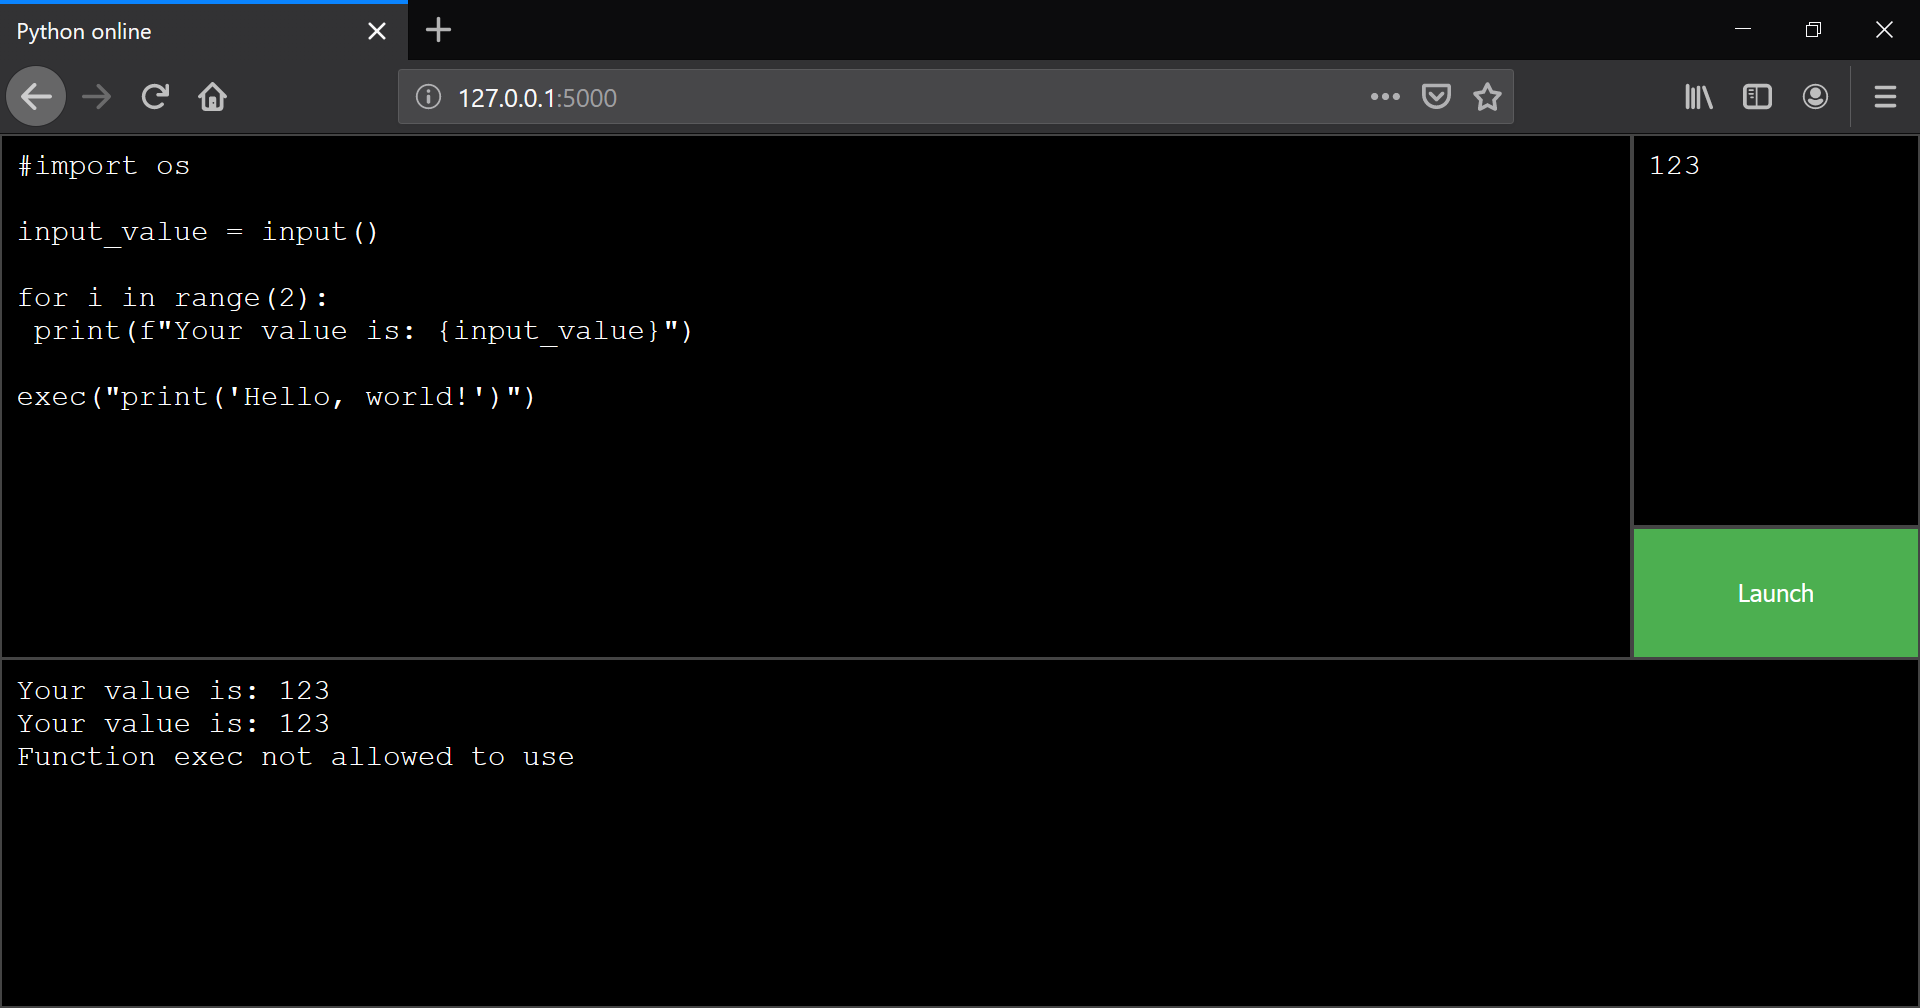 Python online
127.0.0.1:5000
#import os
input_value = input()
for i in range(2):
 print(f"Your value is: {input_value}")
exec("print('Hello, world!')")
123
Launch
Your value is: 123
Your value is: 123
Function exec not allowed to use